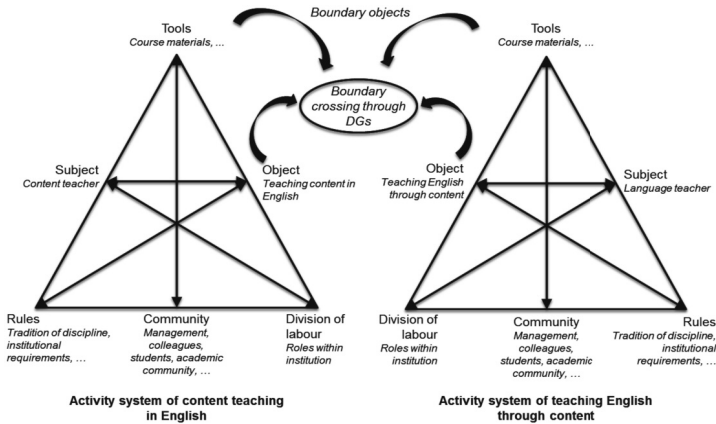 Boundary objects
Tools
Course materials, ...
Tools
Course materials, ...
Boundary
crossing through
DGs
Subject
Content teacher
Object
Teaching content in
English
Object
Teaching English
through content
Subject
Language teacher
Rules
Tradition of discipline,
institutional
requirements, ...
Community
Management,
colleagues,
students, academic
community, ...
Division of
labour
Roles within
institution
Division of
labour
Roles within
institution
Community
Management,
colleagues,
students, academic
community, ...
Rules
Tradition of discipline,
institutional
requirements, ...
Activity system of content teaching
in English
Activity system of teaching English
through content